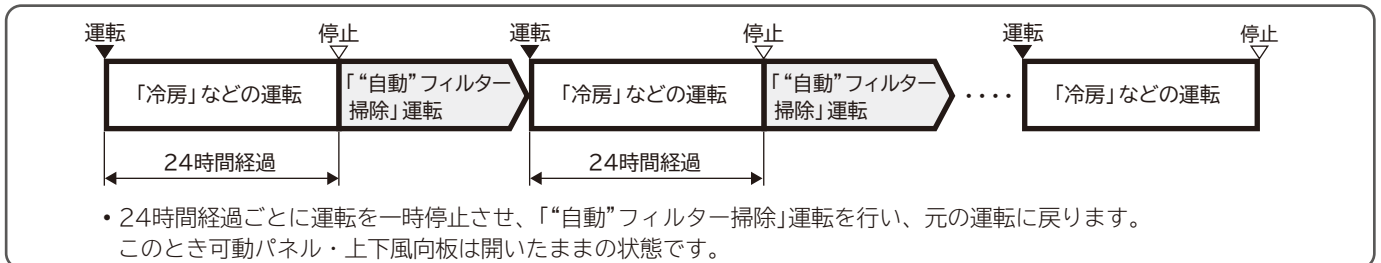 運転 停止 運転 停止 運転 停止
「冷房」などの運転 「“自動”フィルター掃除」運転 「冷房」などの運転 「“自動”フィルター掃除」運転 ‥‥ 「冷房」などの運転
24時間経過 24時間経過
•24時間経過ごとに運転を一時停止させ、「“自動”フィルター掃除」運転を行い、元の運転に戻ります。
このとき可動パネル・上下風向板は開いたままの状態です。